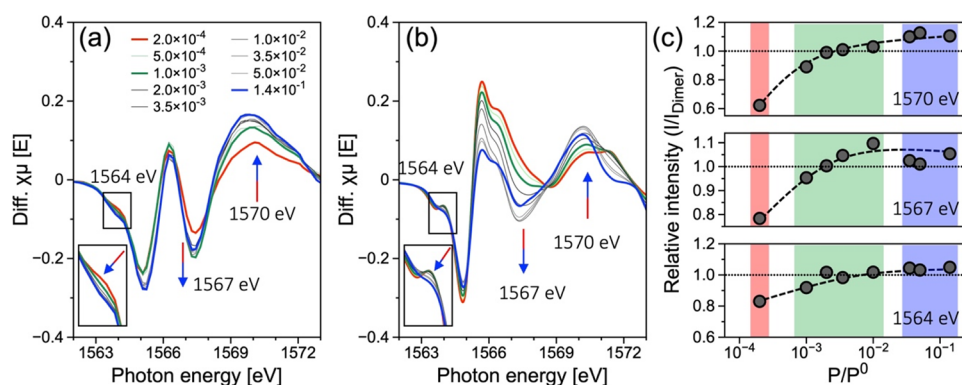 (a)
2.0×10⁻⁴ 1.0×10⁻²
5.0×10⁻⁴ 3.5×10⁻²
1.0×10⁻³ 5.0×10⁻²
2.0×10⁻³ 1.4×10⁻¹
3.5×10⁻³
0.4
0.2
0
−0.2
−0.4
Diff. χμ [E]
1564 eV
1570 eV
1567 eV
1563 1566 1569 1572
Photon energy [eV]
(b)
0.4
0.2
0
−0.2
−0.4
Diff. χμ [E]
1564 eV
1570 eV
1567 eV
1563 1566 1569 1572
Photon energy [eV]
(c)
Relative intensity (I/I_Dimer)
1.0
0.8
0.6
1570 eV
1.1
1.0
0.9
0.8
0.7
1567 eV
1.2
1.0
0.8
0.6
1564 eV
10⁻⁴ 10⁻³ 10⁻² 10⁻¹
P/P⁰